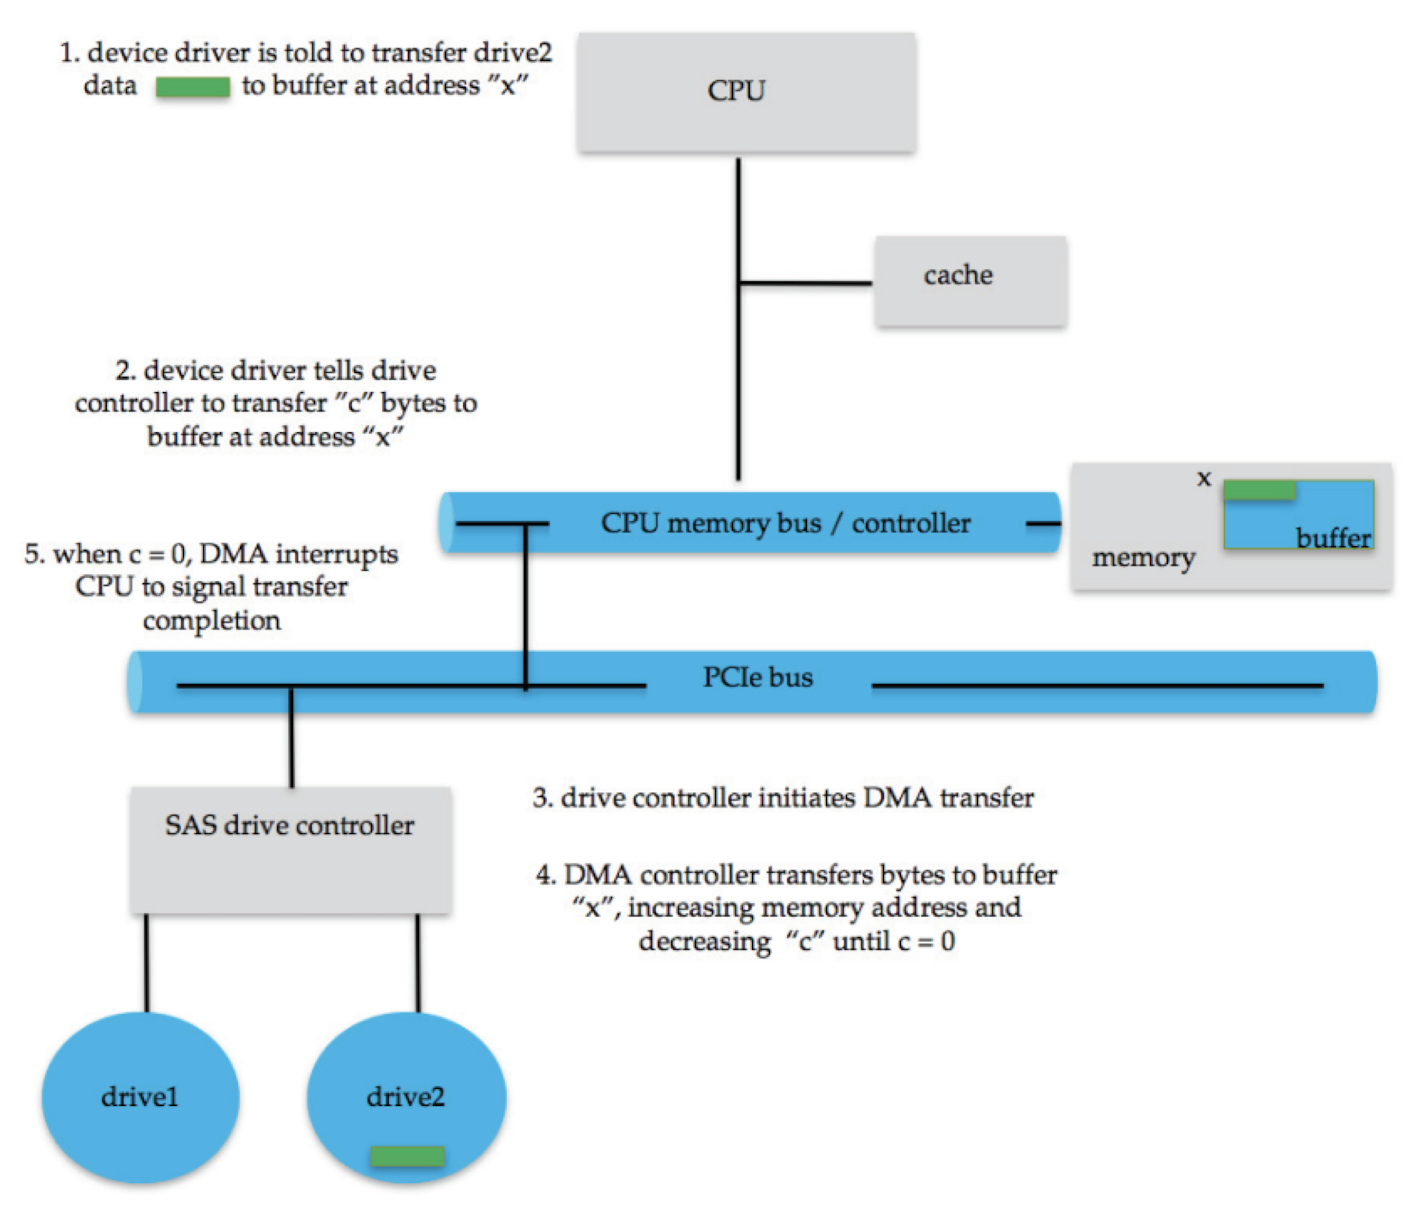 1. device driver is told to transfer drive2
data to buffer at address "x"
CPU
cache
2. device driver tells drive
controller to transfer "c" bytes to
buffer at address "x"
CPU memory bus / controller
x
buffer
memory
5. when c = 0, DMA interrupts
CPU to signal transfer
completion
PCIe bus
SAS drive controller
3. drive controller initiates DMA transfer
4. DMA controller transfers bytes to buffer
"x", increasing memory address and
decreasing "c" until c = 0
drive1
drive2